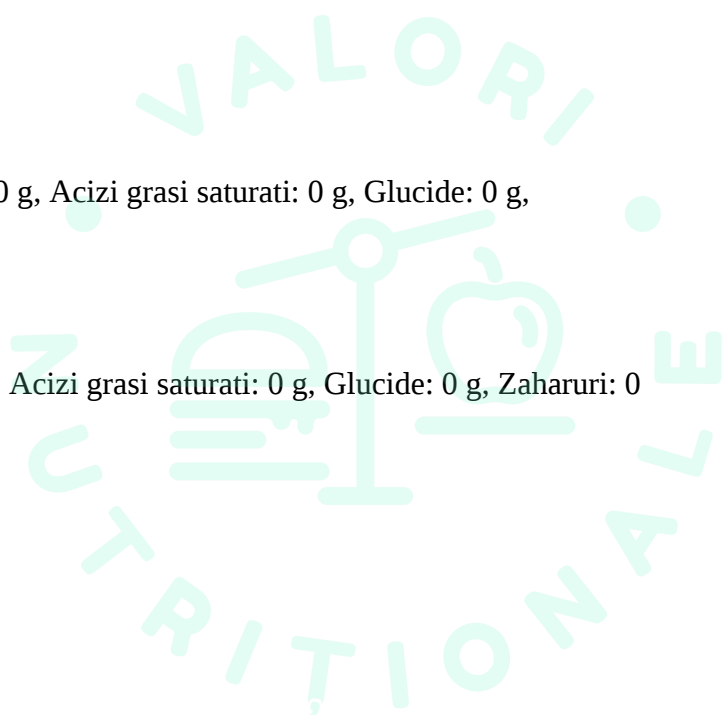 VALORI
0 g, Acizi grasi saturati: 0 g, Glucide: 0 g,
Acizi grasi saturati: 0 g, Glucide: 0 g, Zaharuri: 0
NUTRITIONALE